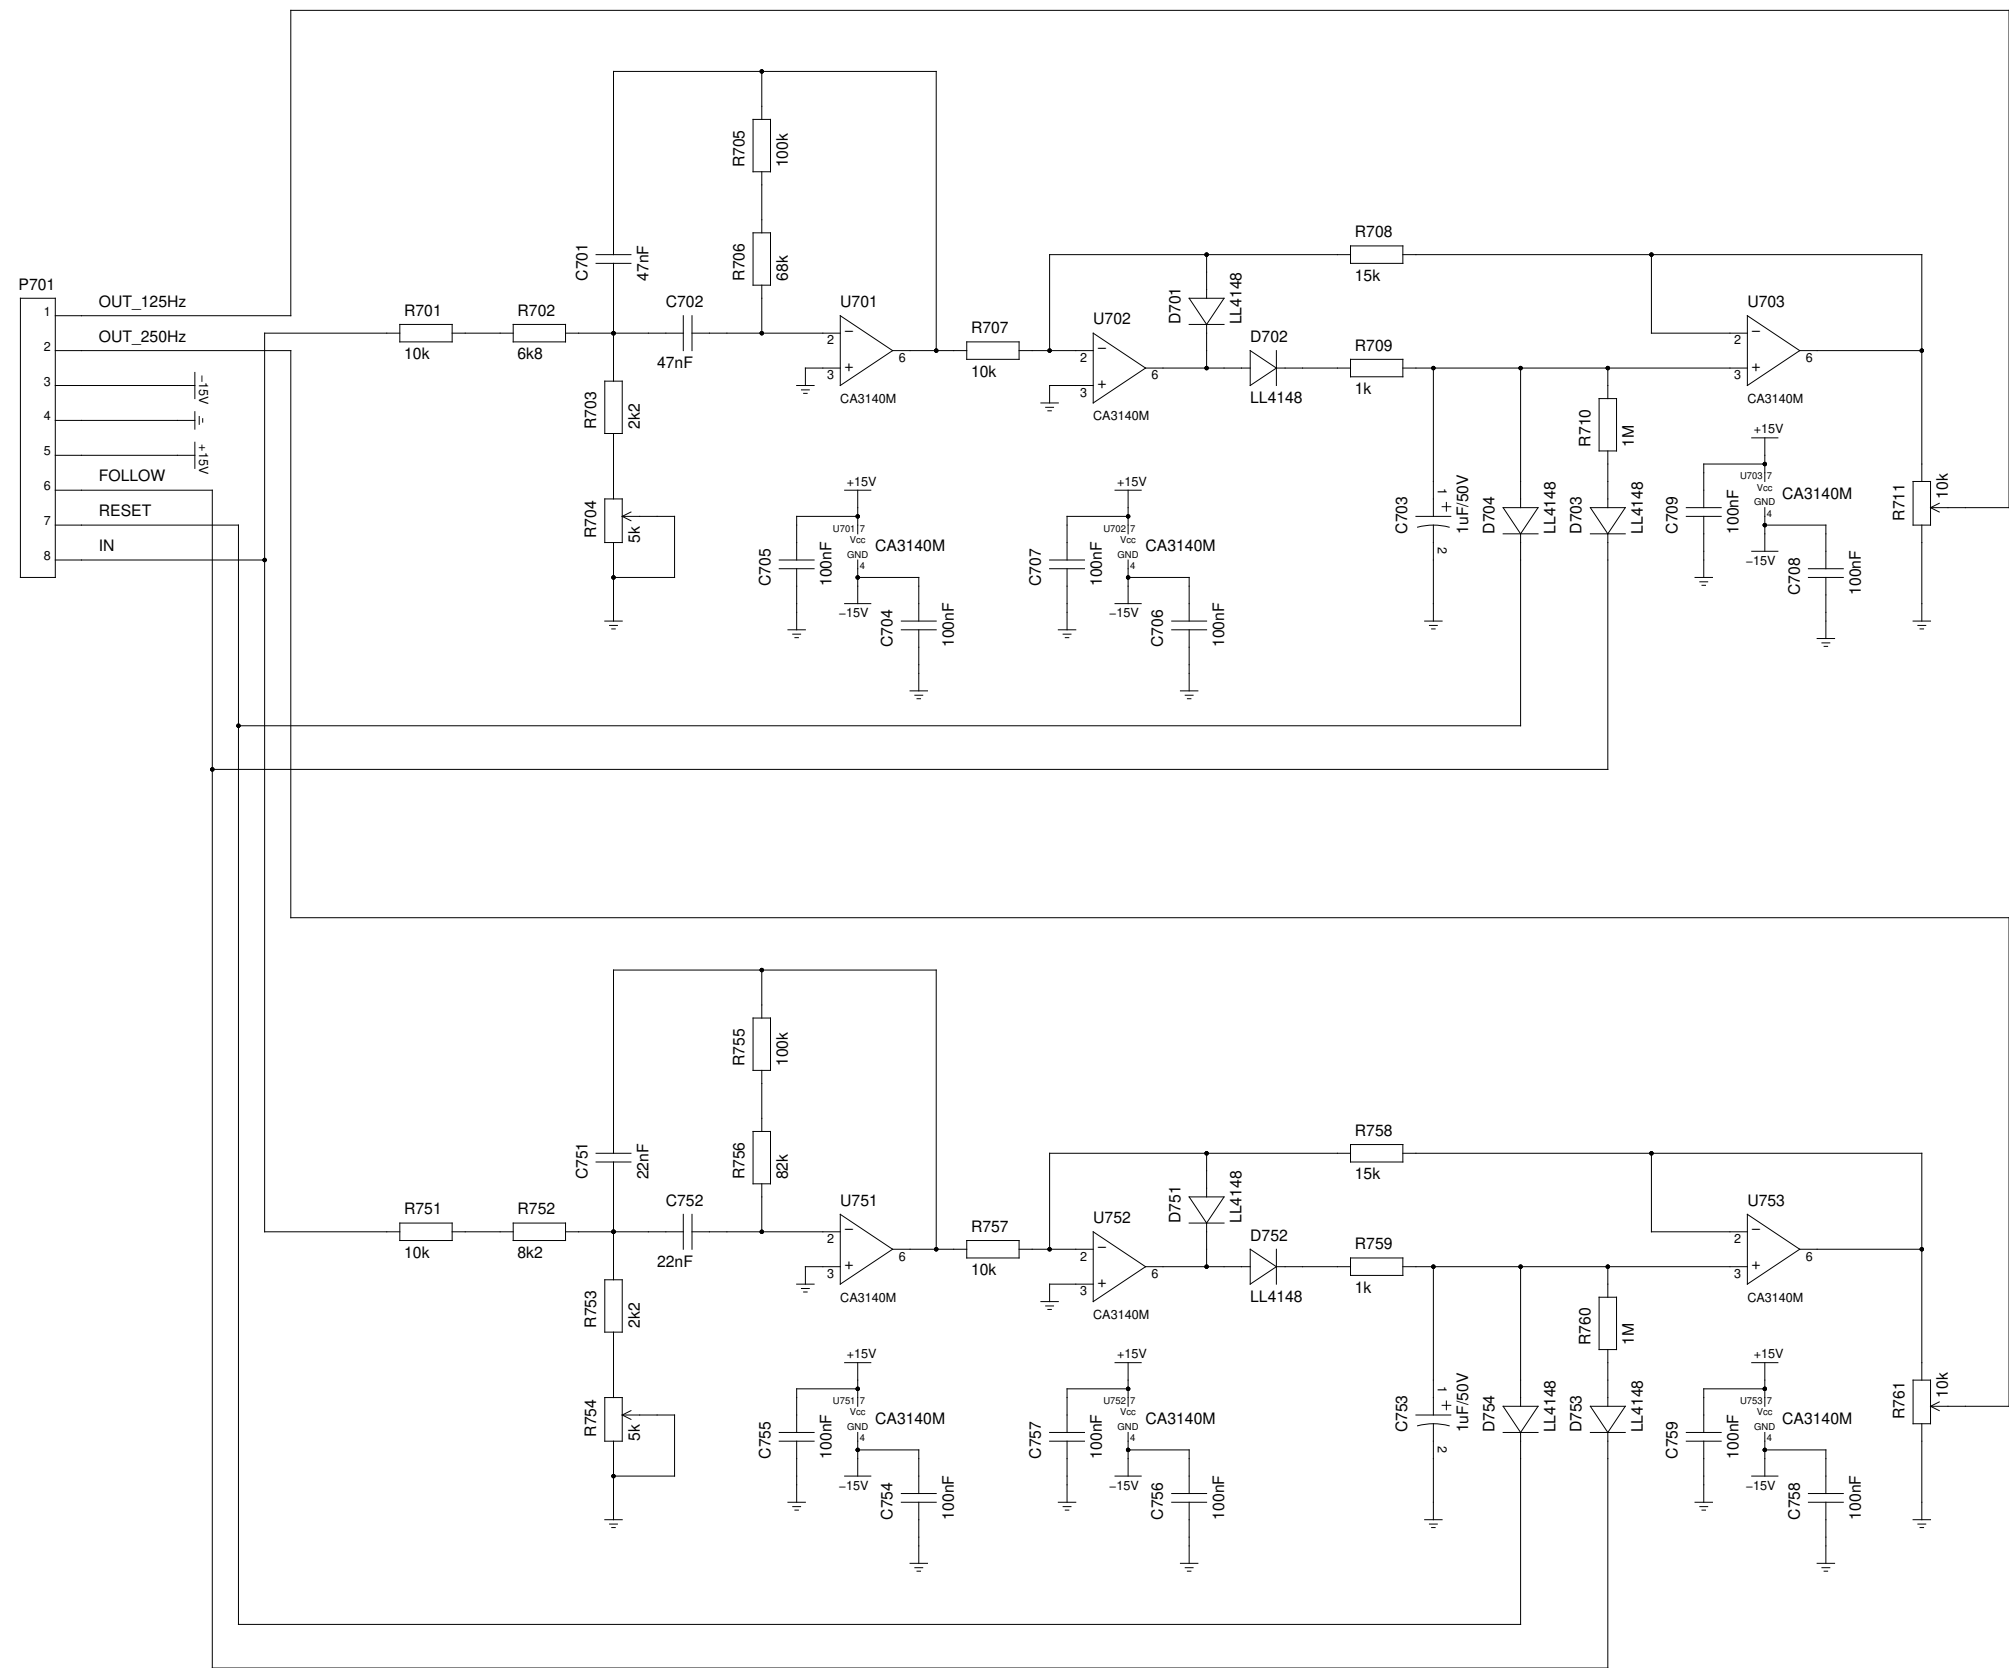 P701
1 OUT_125Hz
2 OUT_250Hz
3 −15V
4
5 +15V
6 FOLLOW
7 RESET
8 IN
R701 10k
R702 6k8
C701 47nF
C702 47nF
R705 100k
R706 68k
R703 2k2
R704 5k
U701
−
2
+
3
6
CA3140M
R707 10k
U702
−
2
+
3
6
CA3140M
D701 LL4148
D702 LL4148
R708 15k
R709 1k
C703 1uF/50V
1 +
2
D704 LL4148
R710 1M
D703 LL4148
U703
−
2
+
3
6
CA3140M
R711 10k
+15V
U701 7
Vcc
GND
4
−15V
CA3140M
C705 100nF
C704 100nF
+15V
U702 7
Vcc
GND
4
−15V
CA3140M
C707 100nF
C706 100nF
+15V
U703 7
Vcc
GND
4
−15V
CA3140M
C709 100nF
C708 100nF
R751 10k
R752 8k2
C751 22nF
C752 22nF
R755 100k
R756 82k
R753 2k2
R754 5k
U751
−
2
+
3
6
CA3140M
R757 10k
U752
−
2
+
3
6
CA3140M
D751 LL4148
D752 LL4148
R758 15k
R759 1k
C753 1uF/50V
1 +
2
D754 LL4148
R760 1M
D753 LL4148
U753
−
2
+
3
6
CA3140M
R761 10k
+15V
U751 7
Vcc
GND
4
−15V
CA3140M
C755 100nF
C754 100nF
+15V
U752 7
Vcc
GND
4
−15V
CA3140M
C757 100nF
C756 100nF
+15V
U753 7
Vcc
GND
4
−15V
CA3140M
C759 100nF
C758 100nF